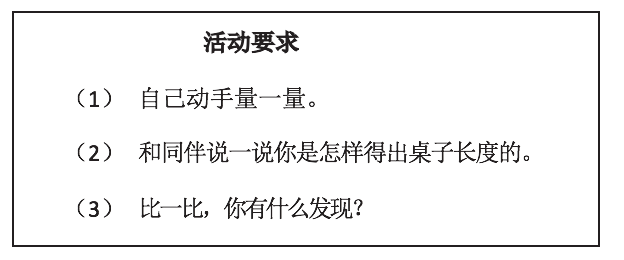 活动要求
（1） 自己动手量一量。
（2） 和同伴说一说你是怎样得出桌子长度的。
（3） 比一比，你有什么发现？